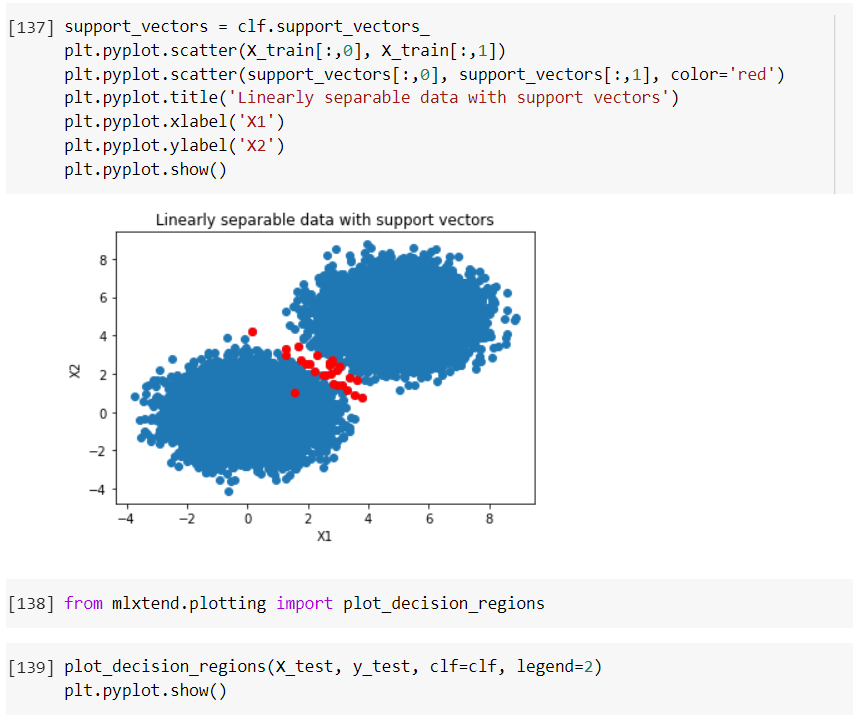 [137] support_vectors = clf.support_vectors_
plt.pyplot.scatter(X_train[:,0], X_train[:,1])
plt.pyplot.scatter(support_vectors[:,0], support_vectors[:,1], color='red')
plt.pyplot.title('Linearly separable data with support vectors')
plt.pyplot.xlabel('X1')
plt.pyplot.ylabel('X2')
plt.pyplot.show()
Linearly separable data with support vectors
8
6
4
2
0
−2
−4
X2
−4 −2 0 2 4 6 8
X1
[138] from mlxtend.plotting import plot_decision_regions
[139] plot_decision_regions(X_test, y_test, clf=clf, legend=2)
plt.pyplot.show()